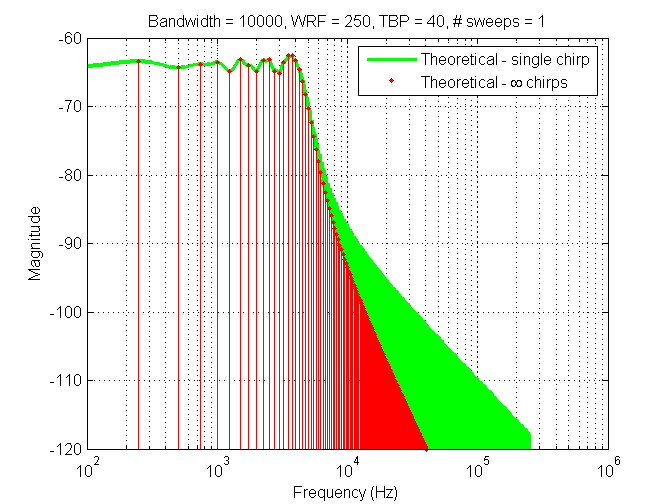 Bandwidth = 10000, WRF = 250, TBP = 40, # sweeps = 1
-60
Theoretical - single chirp
Theoretical - ∞ chirps
-70
-80
-90
-100
-110
-120
Magnitude
10^2
10^3
10^4
10^5
10^6
Frequency (Hz)